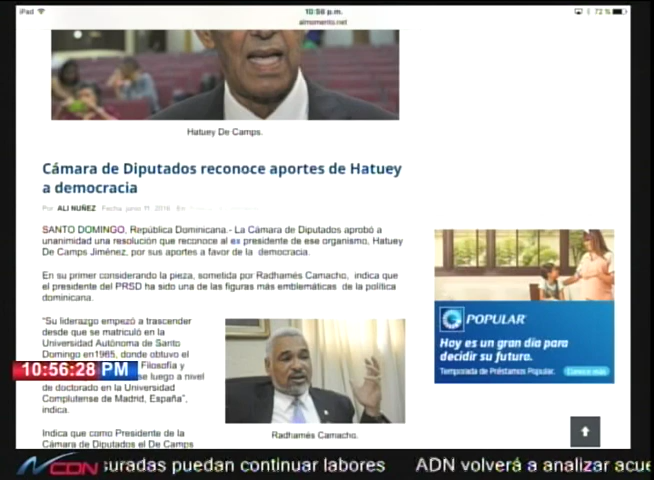 iPad
10:56 p.m.
almomento.net
72 %
Hatuey De Camps.
Cámara de Diputados reconoce aportes de Hatuey
a democracia
Por ALI NUÑEZ Fecha: junio 11, 2016 En
SANTO DOMINGO, República Dominicana.- La Cámara de Diputados aprobó a
unanimidad una resolución que reconoce al ex presidente de ese organismo, Hatuey
De Camps Jiménez, por sus aportes a favor de la democracia.
En su primer considerando la pieza, sometida por Radhamés Camacho, indica que
el presidente del PRSD ha sido una de las figuras más emblemáticas de la política
dominicana.
“Su liderazgo empezó a trascender
desde que se matriculó en la
Universidad Autónoma de Santo
Domingo en1965, donde obtuvo el
Filosofía y
se luego a nivel
de doctorado en la Universidad
Complutense de Madrid, España”,
indica.
Indica que como Presidente de la
Cámara de Diputados el De Camps
Radhamés Camacho.
POPULAR
Hoy es un gran día para
decidir su futuro.
Temporada de Préstamos Popular.
Conoce más
10:56:28 PM
CDN suradas puedan continuar labores ADN volverá a analizar acue